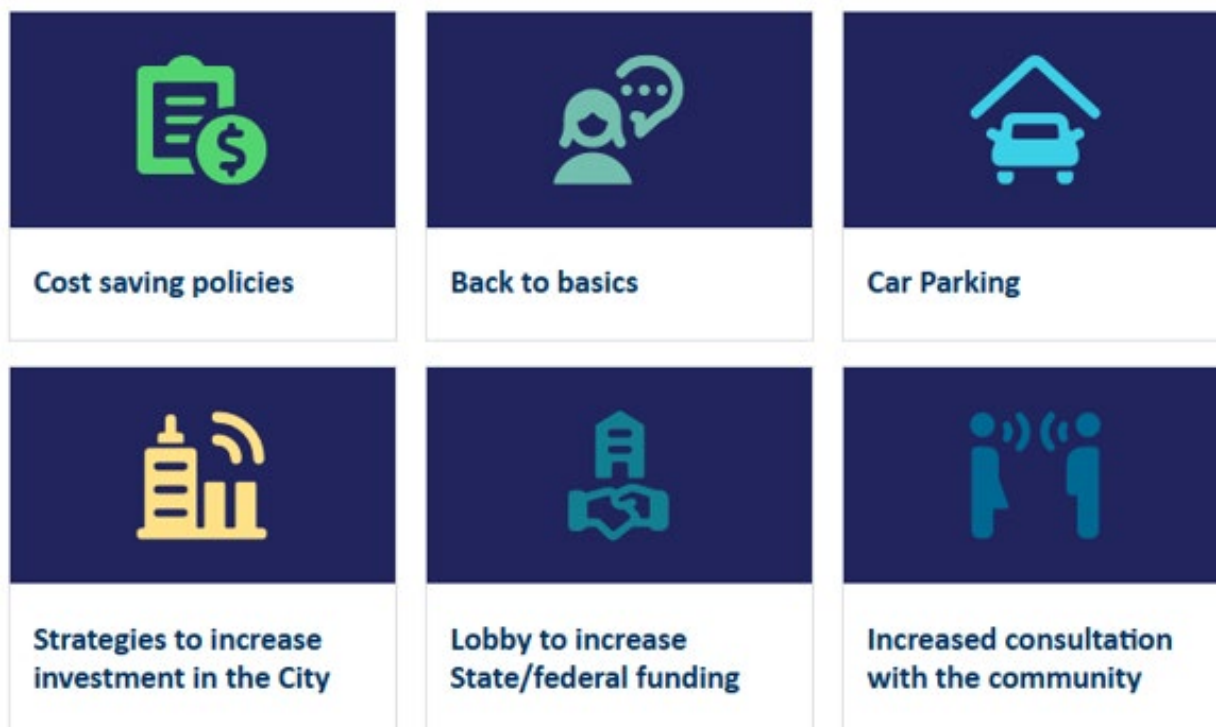 Cost saving policies
Back to basics
Car Parking
Strategies to increase
investment in the City
Lobby to increase
State/federal funding
Increased consultation
with the community